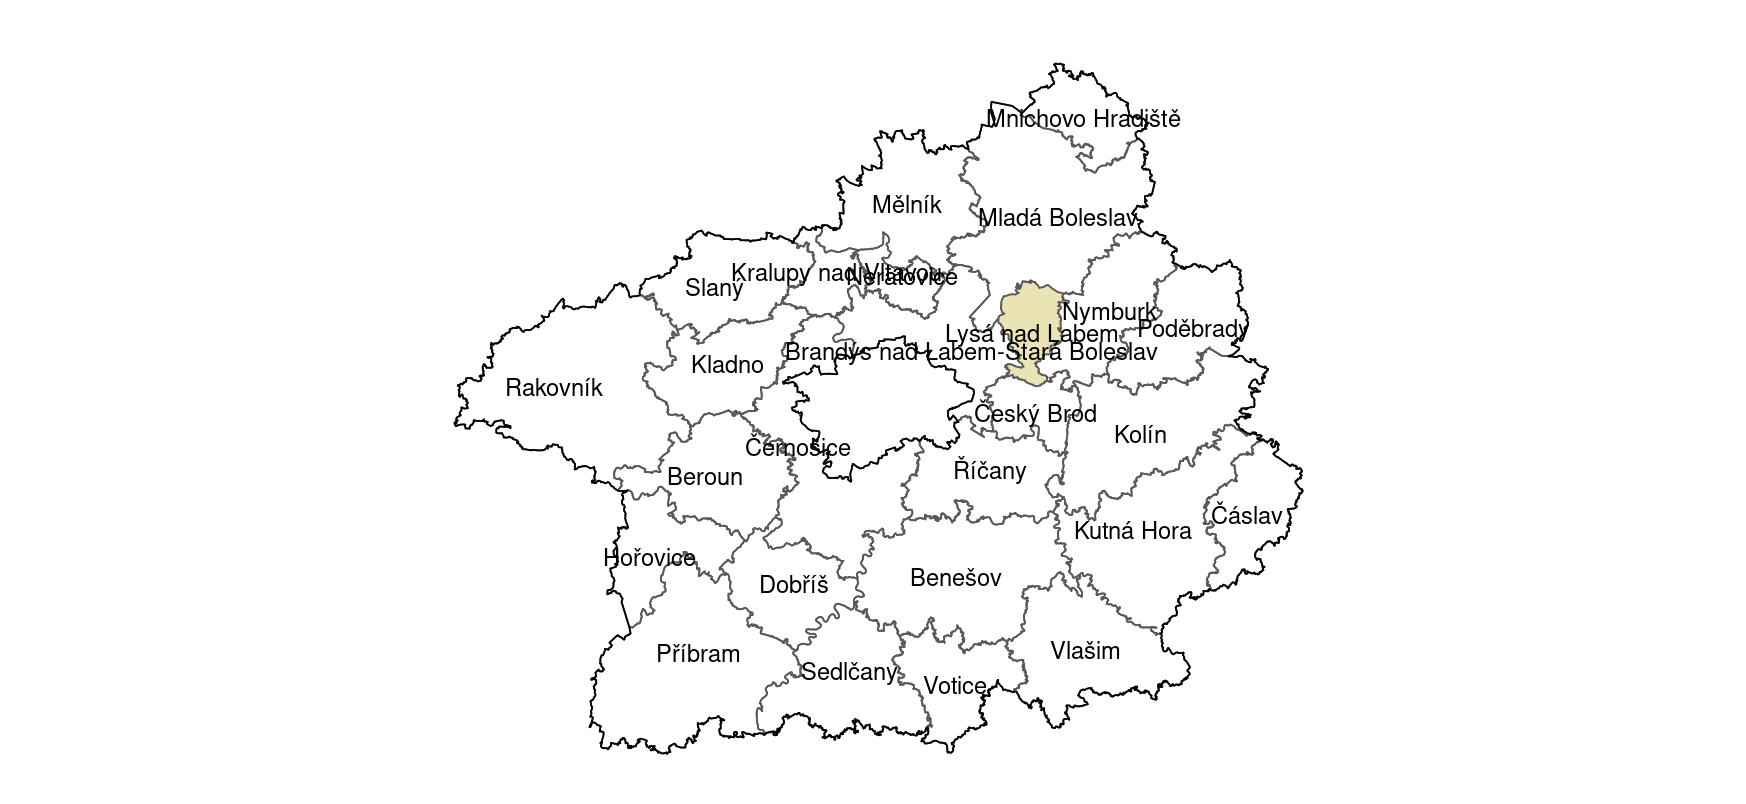 Mnichovo Hradiště
Mělník
Mladá Boleslav
Kralupy nad Vltavou
Neratovice
Slaný
Nymburk
Poděbrady
Lysá nad Labem
Brandýs nad Labem-Stará Boleslav
Kladno
Rakovník
Český Brod
Kolín
Černošice
Říčany
Beroun
Čáslav
Kutná Hora
Hořovice
Benešov
Dobříš
Vlašim
Příbram
Sedlčany
Votice